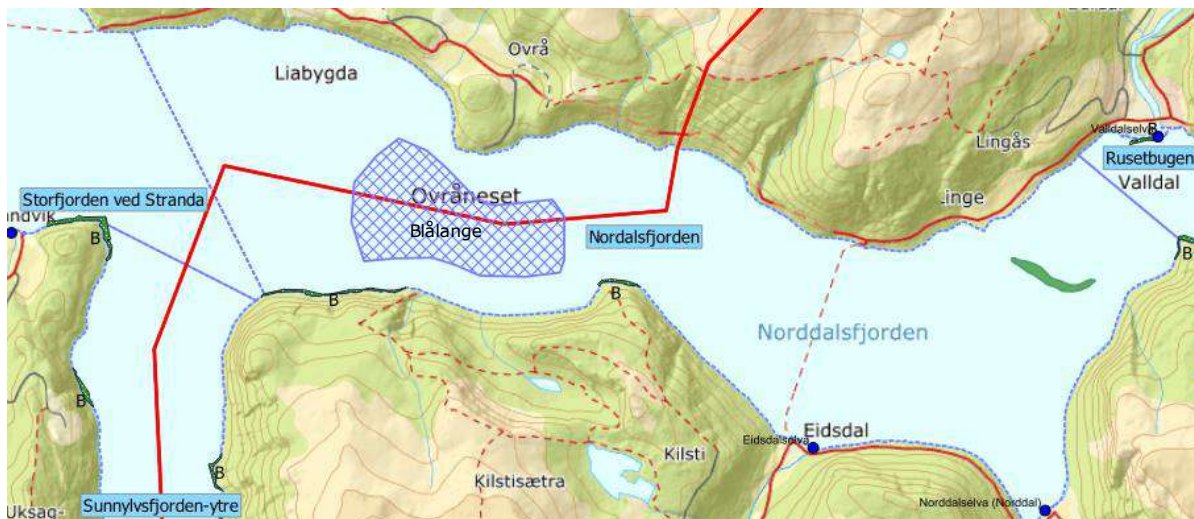 Ovrå
Liabygda
Valldalselva
B
Lingås
Rusetbugen
Valldal
Storfjorden ved Stranda
Ovråneset
Linge
Blålange
Nordalsfjorden
B
B
B
B
Norddalsfjorden
B
Eidsdalselva
Eidsdal
Kilsti
B
Kilstisætra
Sunnylvsfjorden-ytre
Norddalselva (Norddal)
Uksag-